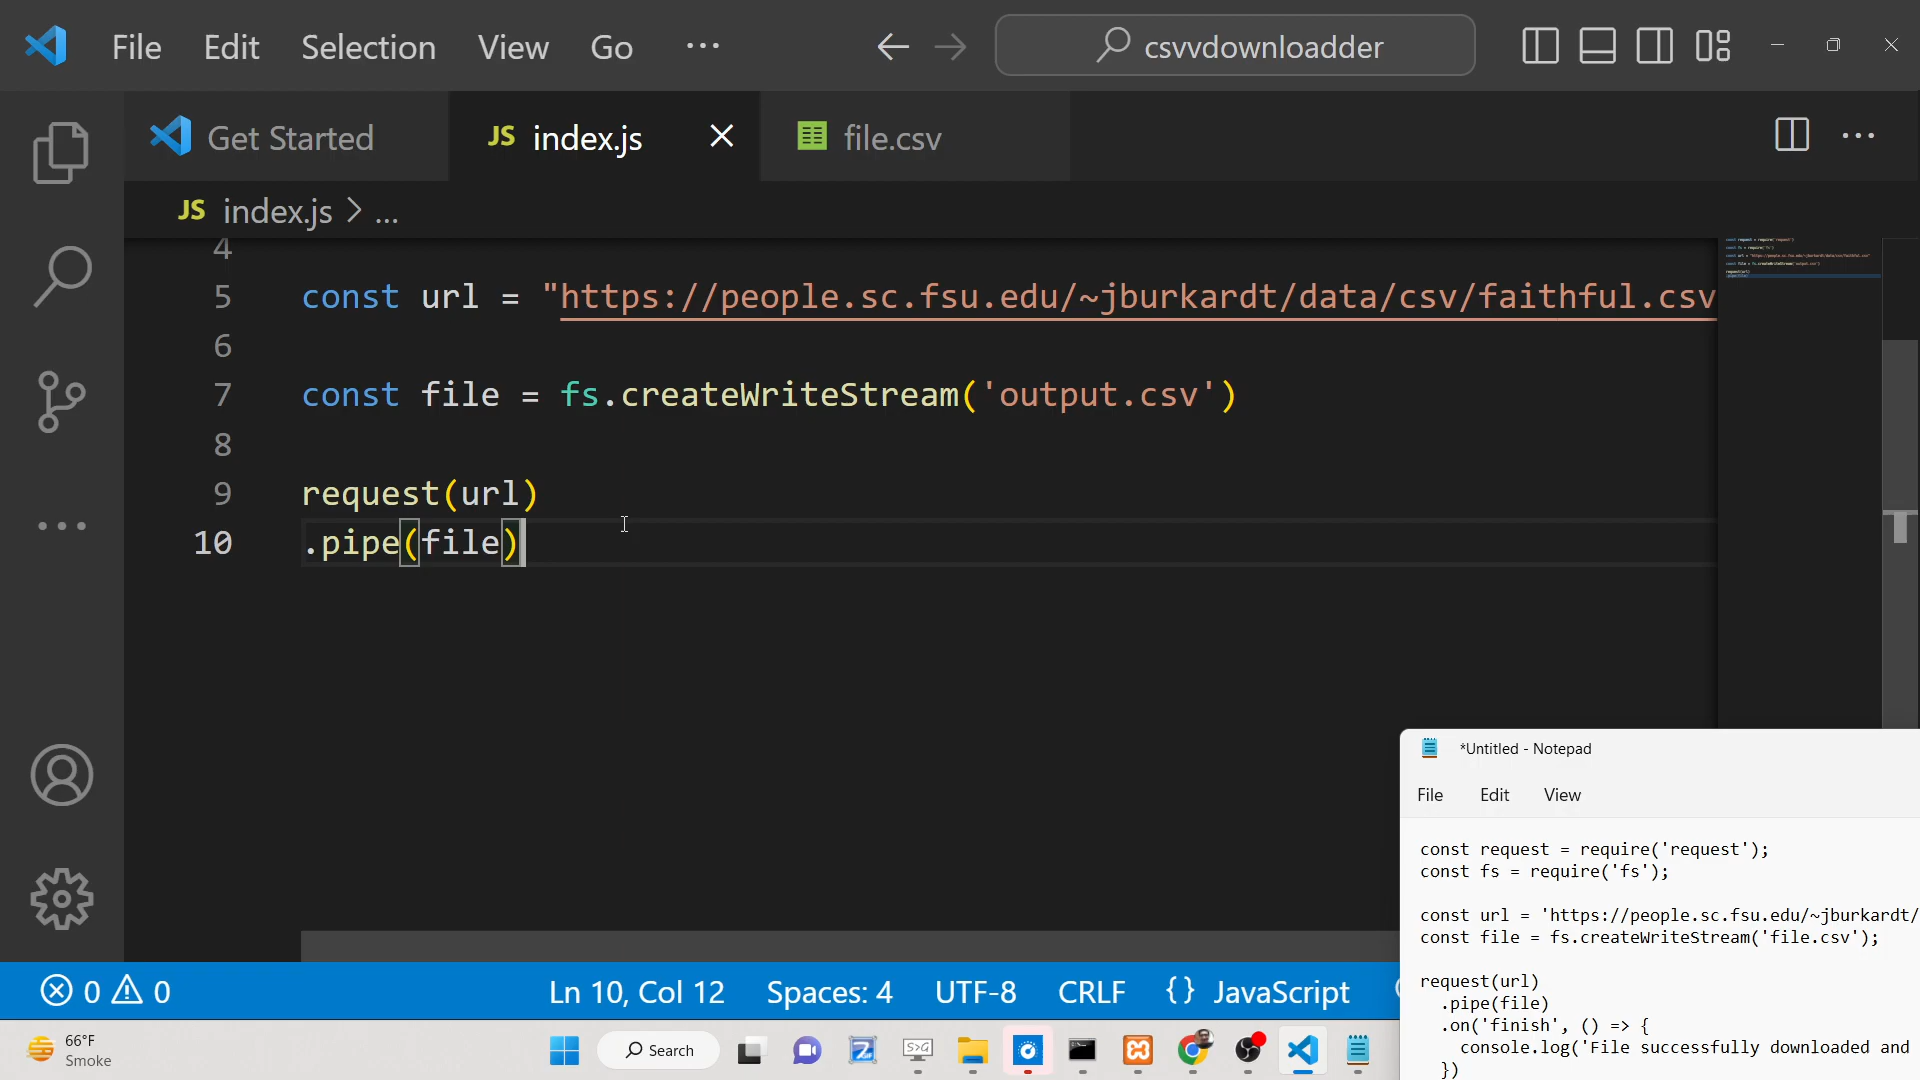 File Edit Selection View Go ...
csvvdownloadder
Get Started
JS index.js
file.csv
JS index.js > ...
4
5 const url = "https://people.sc.fsu.edu/~jburkardt/data/csv/faithful.csv
6
7 const file = fs.createWriteStream('output.csv')
8
9 request(url)
10 .pipe(file)
*Untitled - Notepad
File Edit View
const request = require('request');
const fs = require('fs');
const url = 'https://people.sc.fsu.edu/~jburkardt/
const file = fs.createWriteStream('file.csv');
request(url)
.pipe(file)
.on('finish', () => {
console.log('File successfully downloaded and
})
0 0 Ln 10, Col 12 Spaces: 4 UTF-8 CRLF {} JavaScript
66°F
Smoke
Search